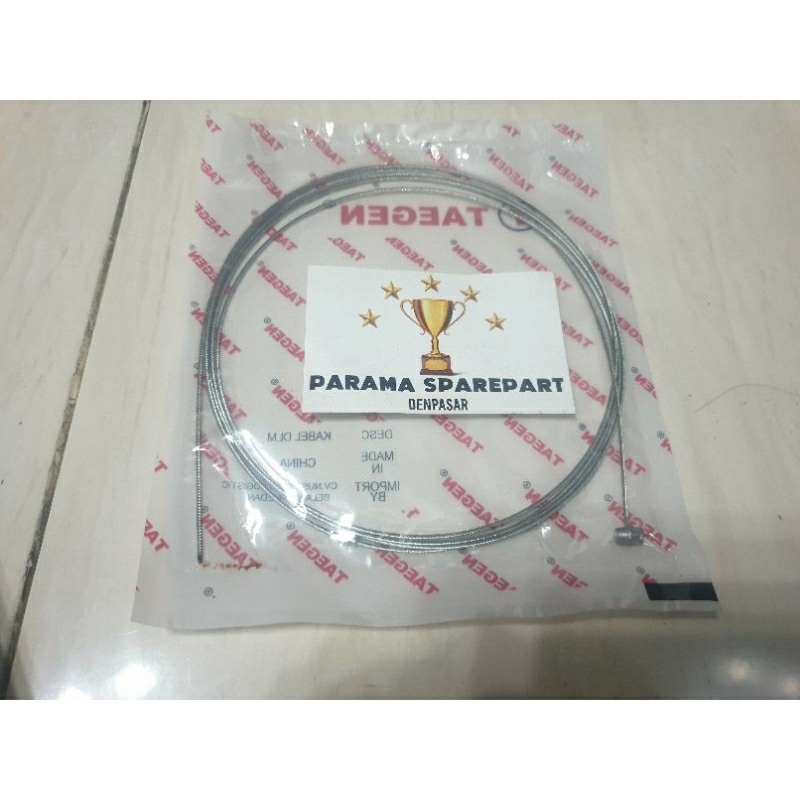 TAEGEN
PARAMA SPAREPART
DENPASAR
DESC KABEL DLM
MADE IN CHINA
IMPORT BY